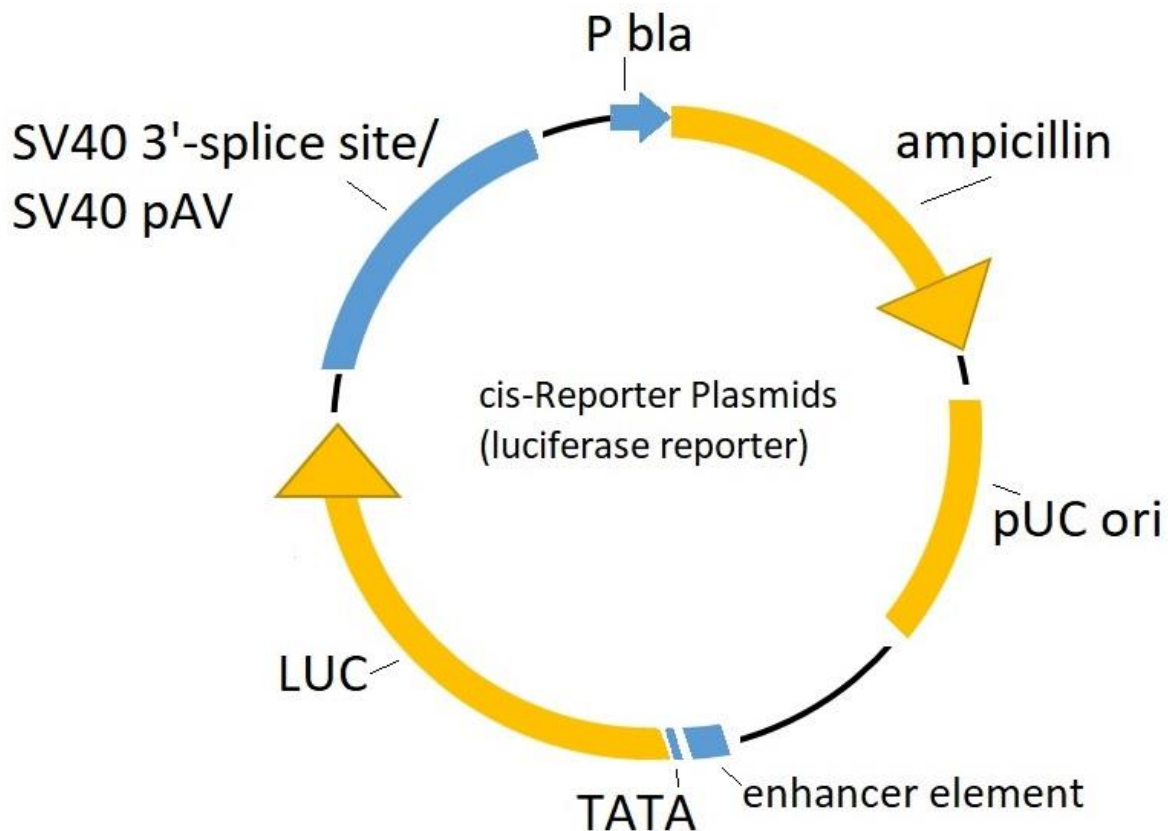 P bla
SV40 3'-splice site/
SV40 pAV
ampicillin
cis-Reporter Plasmids
(luciferase reporter)
pUC ori
LUC
TATA
enhancer element